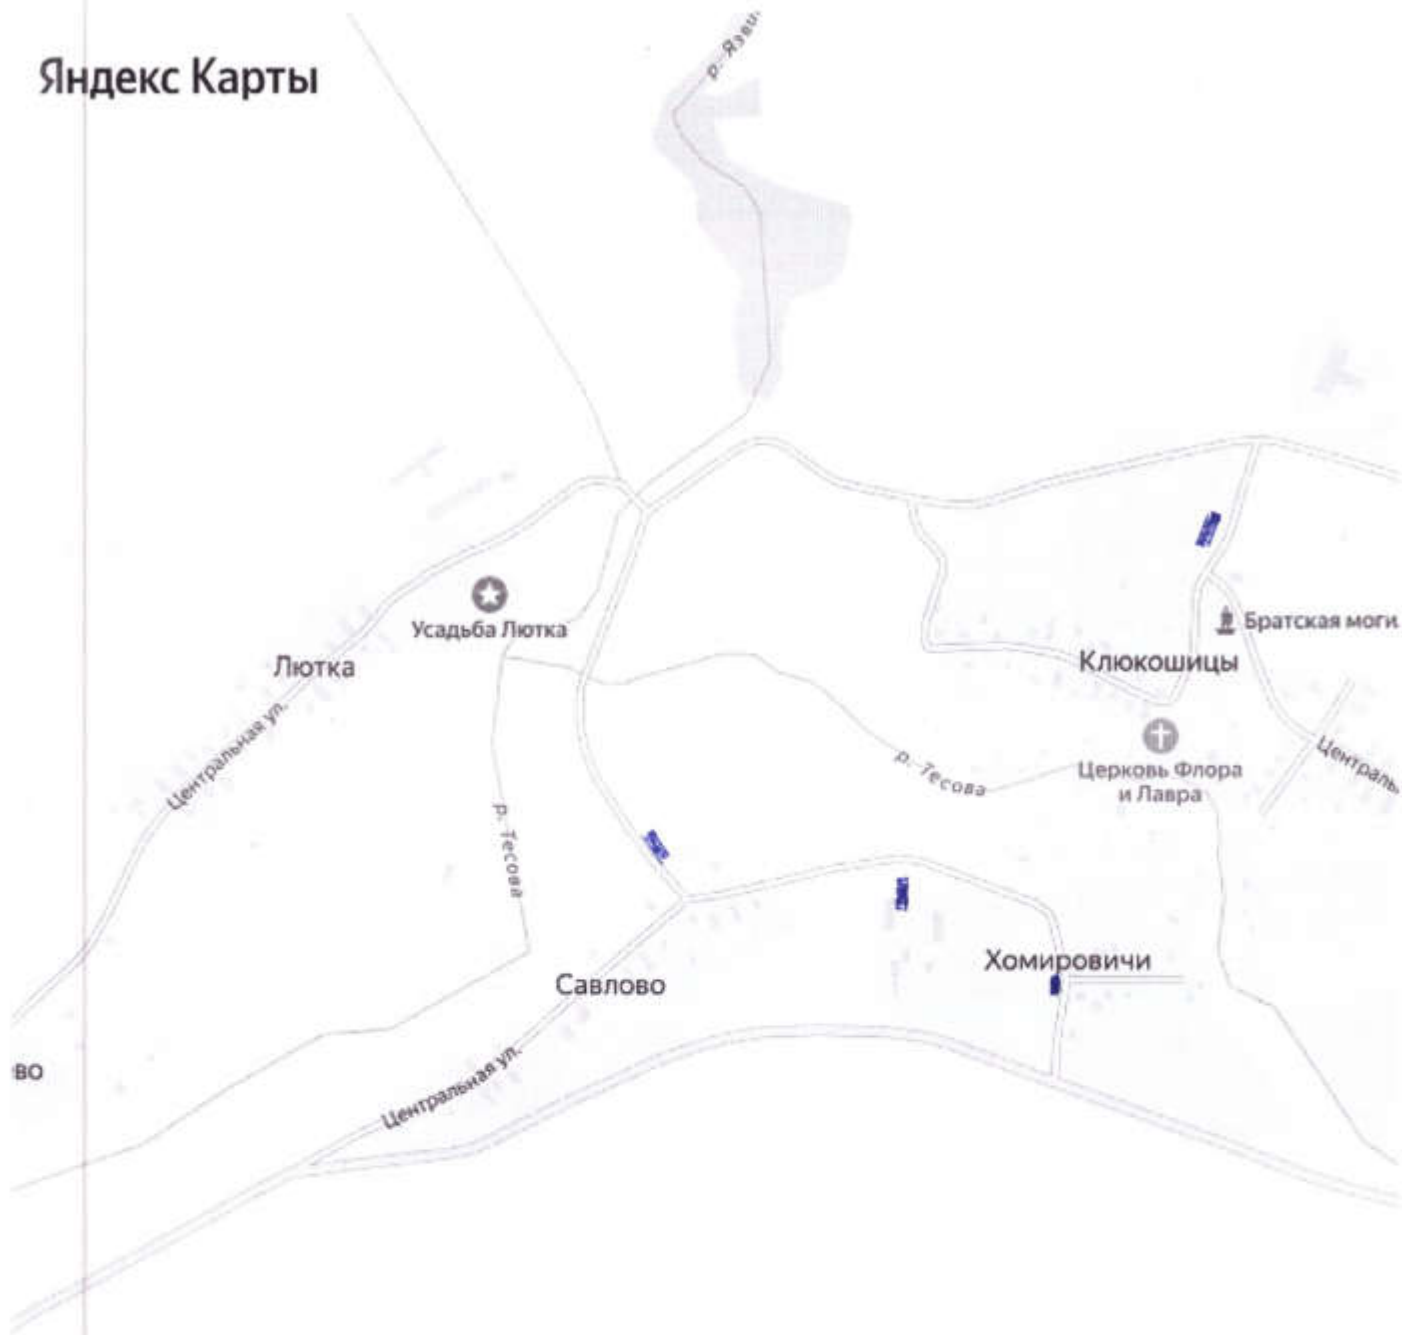 Яндекс Карты
р. Язви
Усадьба Лютка
Лютка
Центральная ул.
Братская моги
Клюкошицы
Церковь Флора
и Лавра
р. Тесова
Централь
р. Тесова
Хомировичи
Савлово
Центральная ул.
во